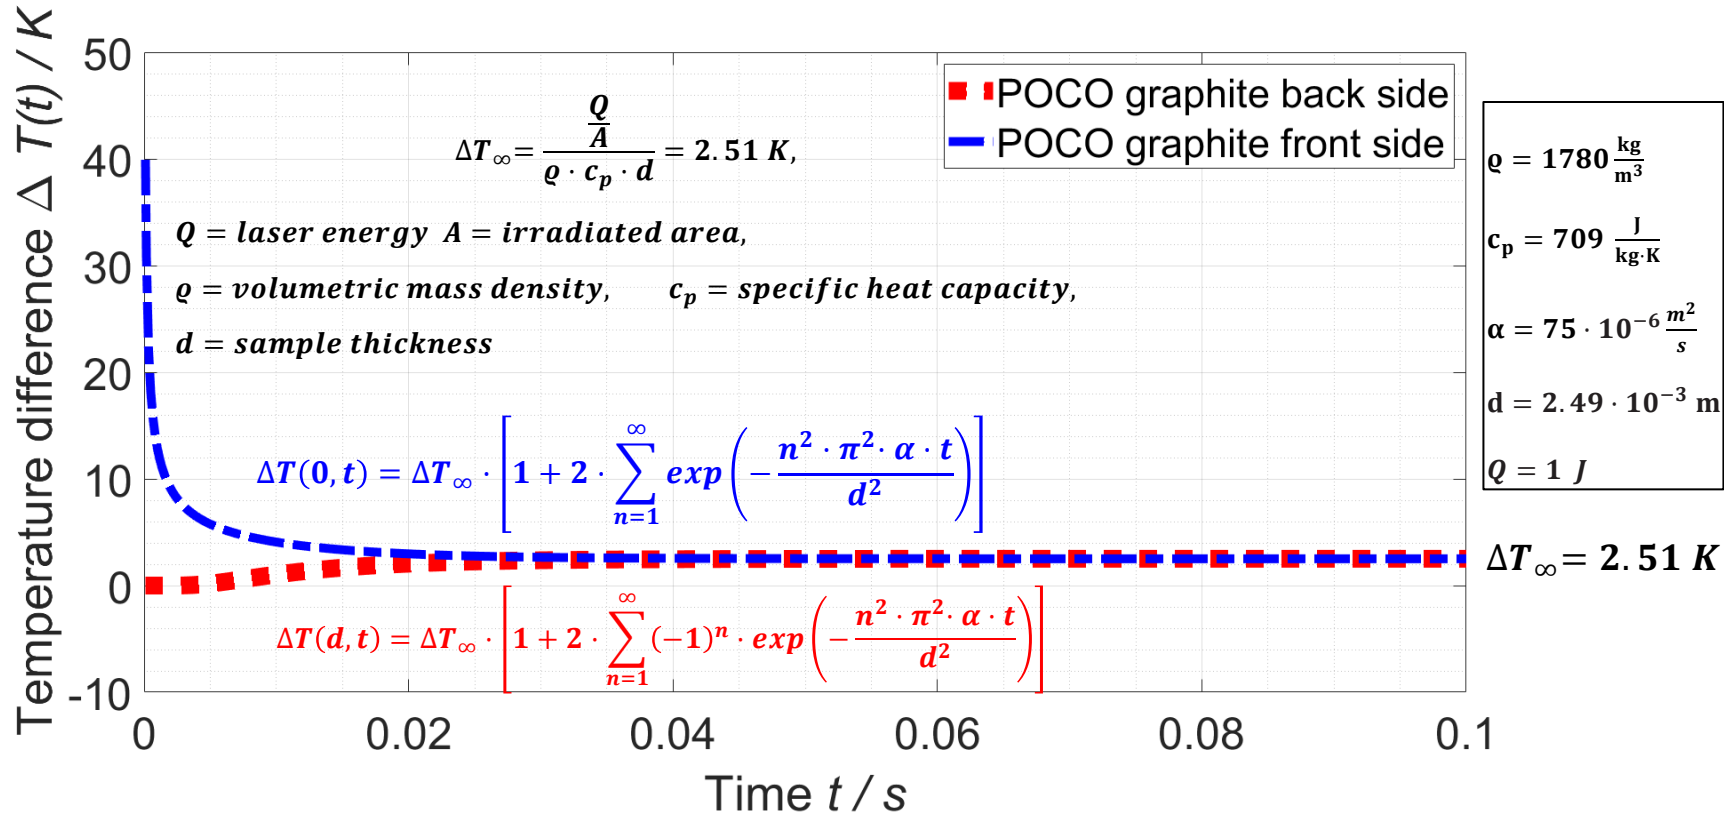 Temperature difference Δ T(t) / K
50
40
30
20
10
0
-10
0
0.02
0.04
0.06
0.08
0.1
Time t / s
POCO graphite back side
POCO graphite front side
ΔT∞= (Q/A)/(ϱ · cp · d) = 2.51 K,
Q = laser energy A = irradiated area,
ϱ = volumetric mass density, cp = specific heat capacity,
d = sample thickness
ΔT(0, t) = ΔT∞ · [1 + 2 · ∑_{n=1}^{∞} exp(− (n² · π² · α · t)/d²)]
ΔT(d, t) = ΔT∞ · [1 + 2 · ∑_{n=1}^{∞} (−1)ⁿ · exp(− (n² · π² · α · t)/d²)]
ϱ = 1780 kg/m³
cp = 709 J/(kg·K)
α = 75 · 10⁻⁶ m²/s
d = 2.49 · 10⁻³ m
Q = 1 J
ΔT∞= 2.51 K